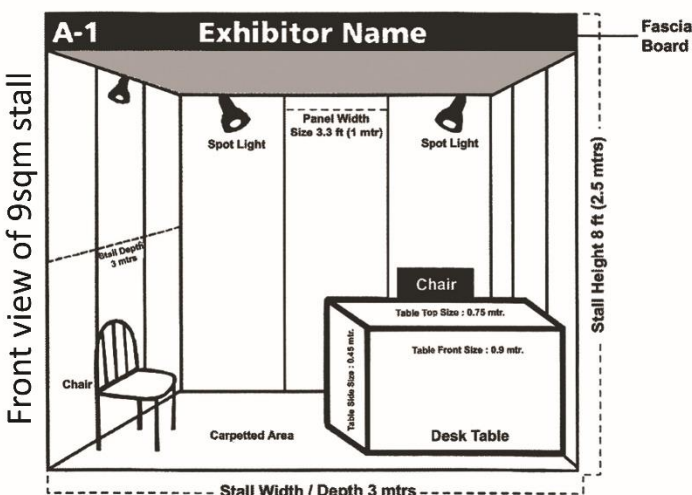 A-1 Exhibitor Name
Fascia
Board
Front view of 9sqm stall
Spot Light
Panel Width
Size 3.3 ft (1 mtr)
Spot Light
Stall Depth
3 mtrs
Stall Height 8 ft (2.5 mtrs)
Chair
Table Top Size : 0.75 mtr.
Table Side Size : 0.45 mtr.
Table Front Size : 0.9 mtr.
Chair
Carpetted Area
Desk Table
Stall Width / Depth 3 mtrs